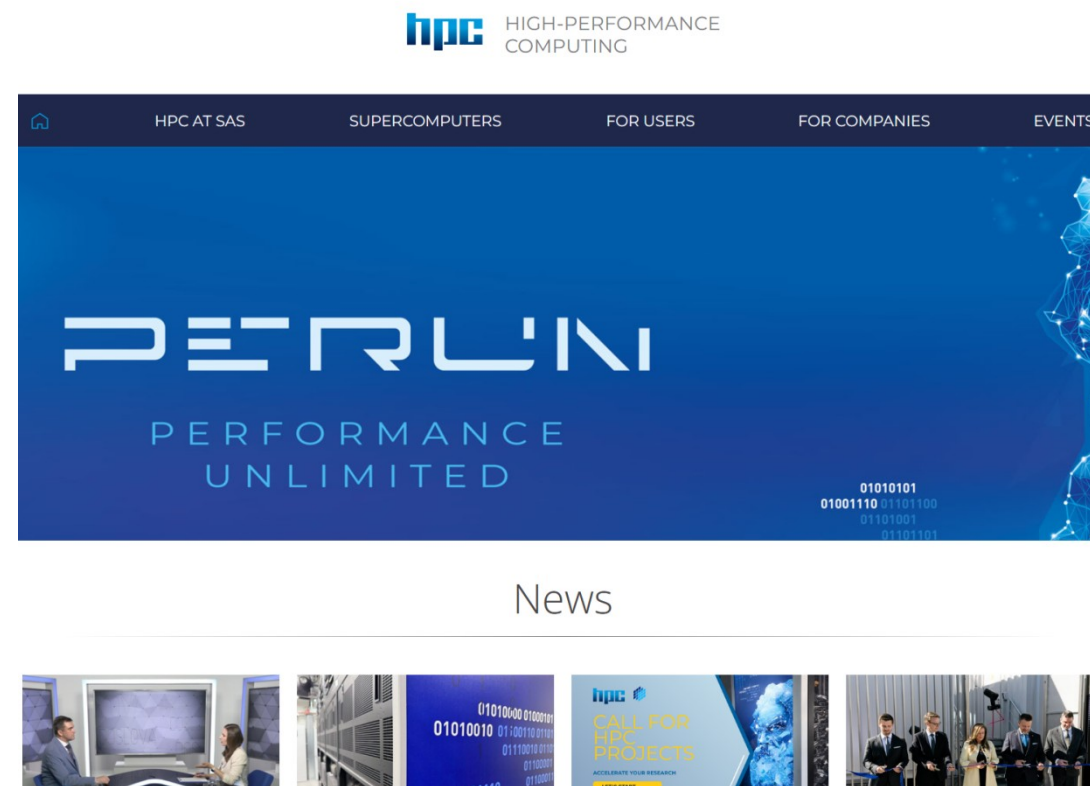 hpc HIGH-PERFORMANCE
COMPUTING
HPC AT SAS SUPERCOMPUTERS FOR USERS FOR COMPANIES EVENTS
PERUN
PERFORMANCE
UNLIMITED
01010101
01001110 01101100
01101001
01101101
News
01010010
hpc
CALL FOR
HPC
PROJECTS
ACCELERATE YOUR RESEARCH